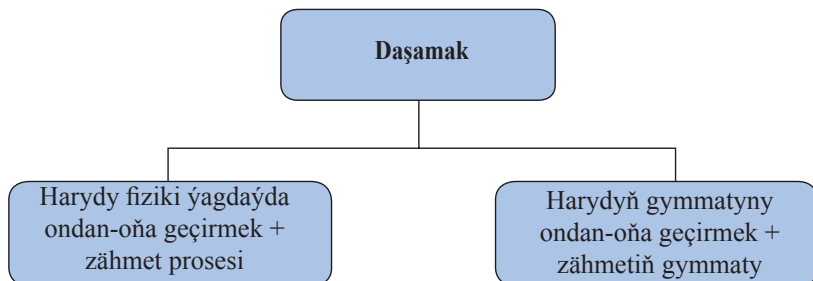 Daşamak
Harydy fiziki ýagdaýda
ondan-oňa geçirmek +
zähmet prosesi
Harydyň gymmatyny
ondan-oňa geçirmek +
zähmetiň gymmaty